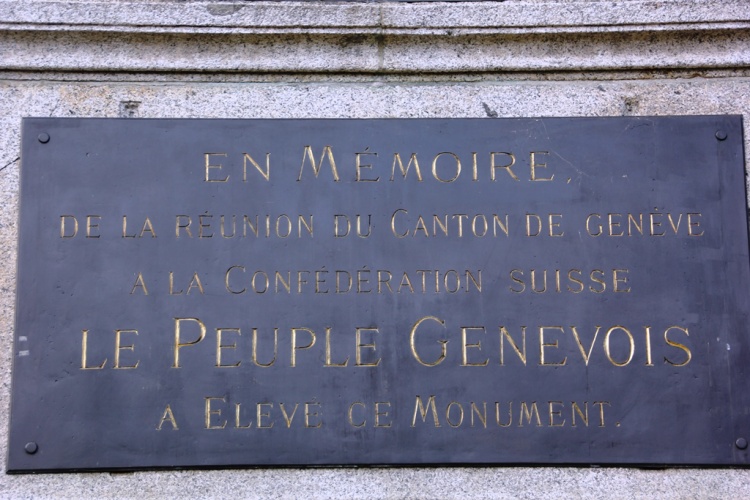 EN MÉMOIRE,
DE LA RÉUNION DU CANTON DE GENÈVE
A LA CONFÉDÉRATION SUISSE
LE PEUPLE GENEVOIS
A ELEVÉ CE MONUMENT.